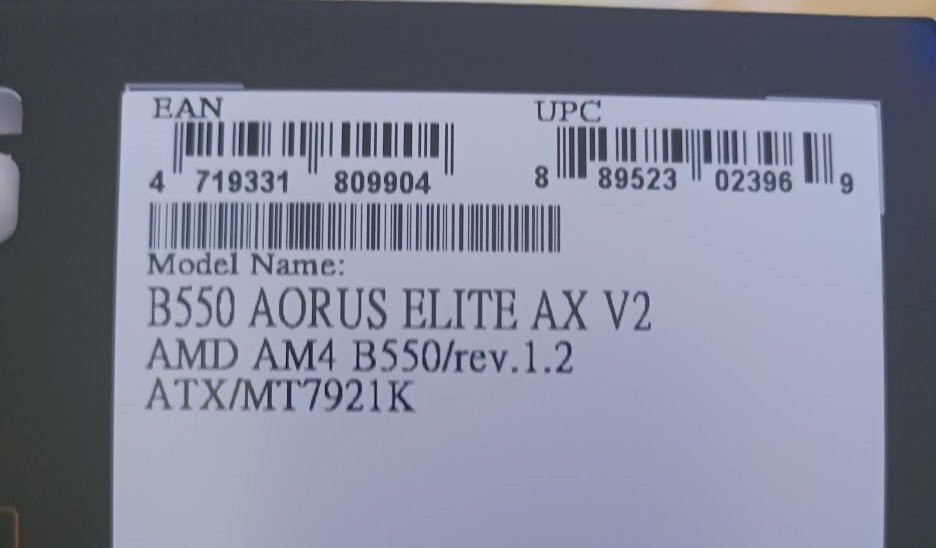 EAN
4 719331 809904
UPC
8 89523 02396 9
Model Name:
B550 AORUS ELITE AX V2
AMD AM4 B550/rev.1.2
ATX/MT7921K